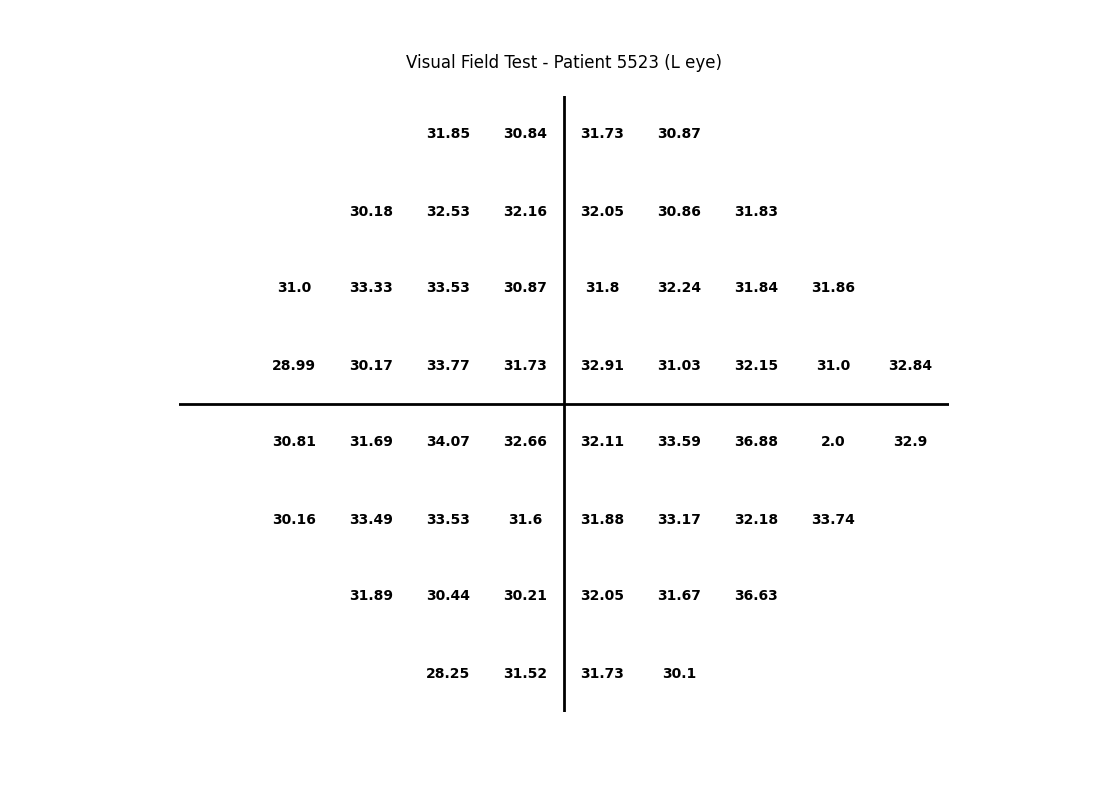 Visual Field Test - Patient 5523 (L eye)
31.85 30.84 31.73 30.87
30.18 32.53 32.16 32.05 30.86 31.83
31.0 33.33 33.53 30.87 31.8 32.24 31.84 31.86
28.99 30.17 33.77 31.73 32.91 31.03 32.15 31.0 32.84
30.81 31.69 34.07 32.66 32.11 33.59 36.88 2.0 32.9
30.16 33.49 33.53 31.6 31.88 33.17 32.18 33.74
31.89 30.44 30.21 32.05 31.67 36.63
28.25 31.52 31.73 30.1